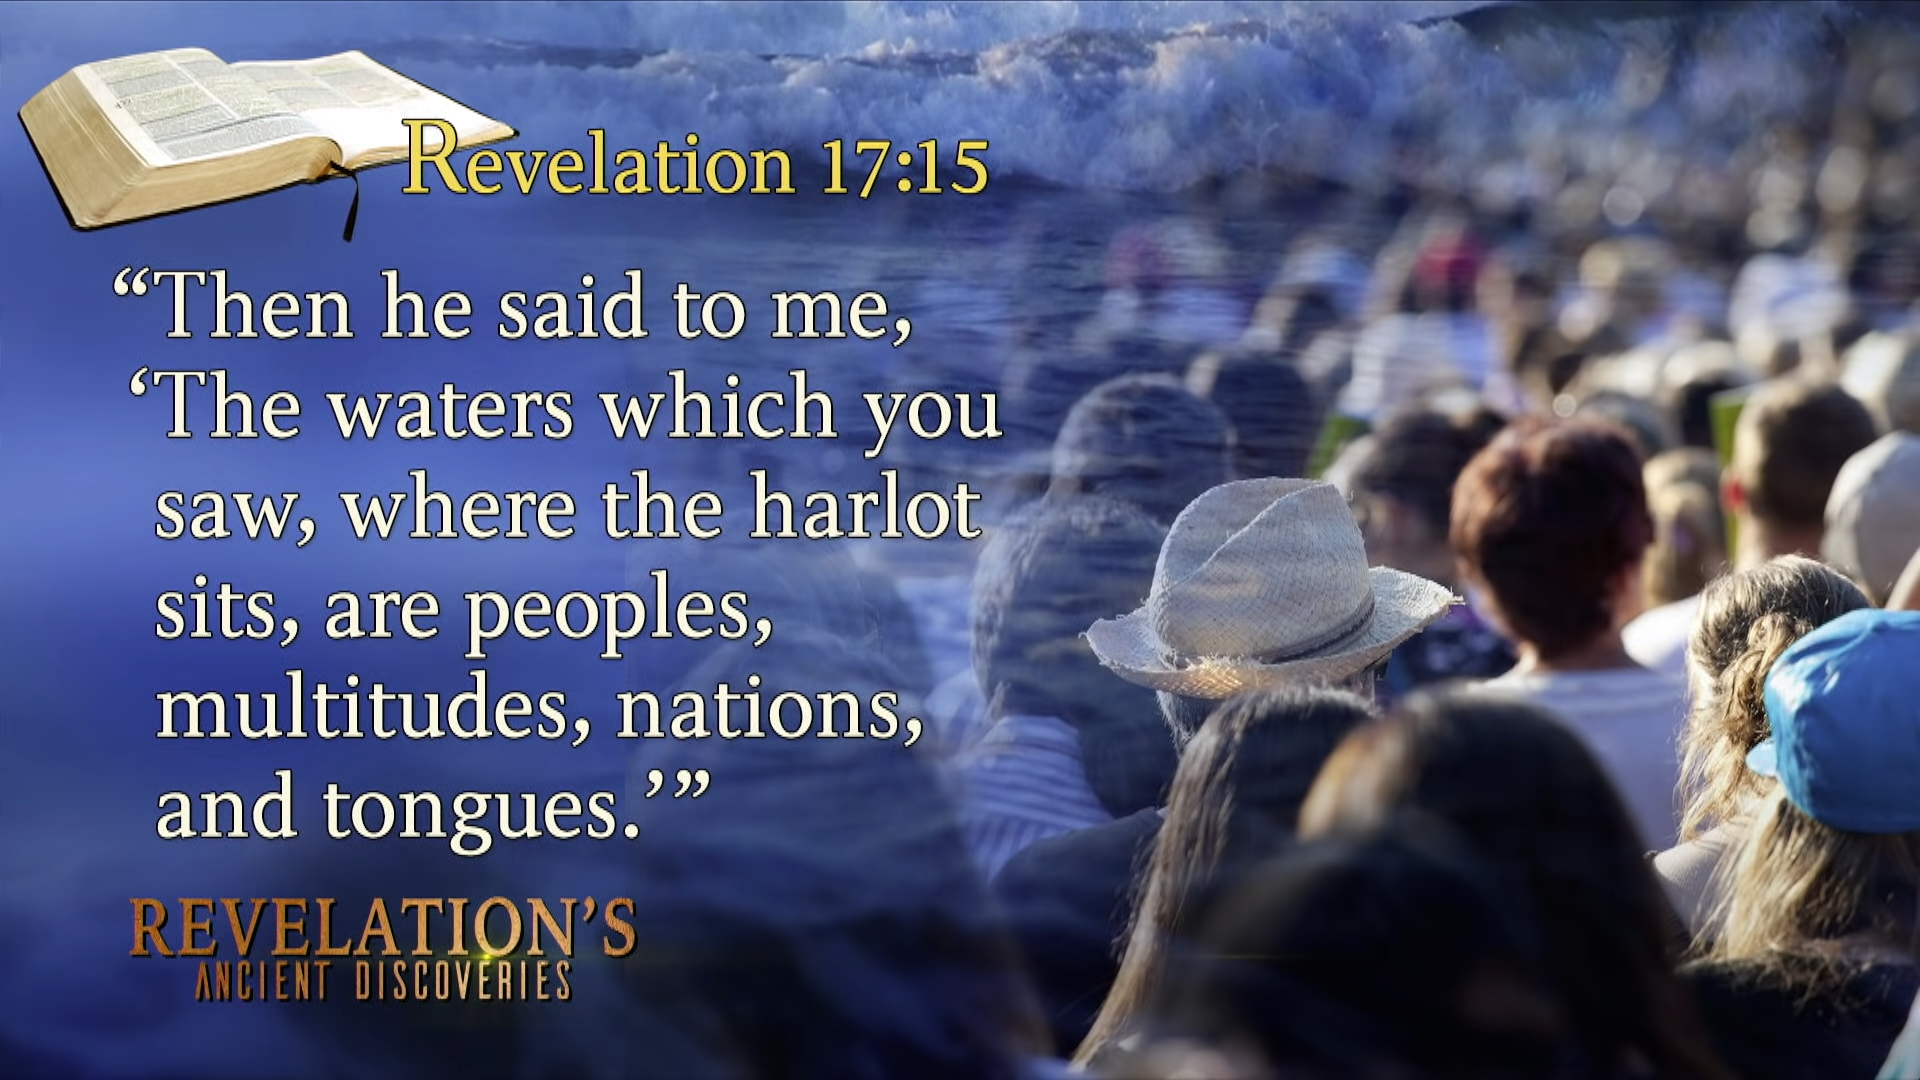 Revelation 17:15
“Then he said to me,
‘The waters which you
saw, where the harlot
sits, are peoples,
multitudes, nations,
and tongues.’”
REVELATION’S
ANCIENT DISCOVERIES